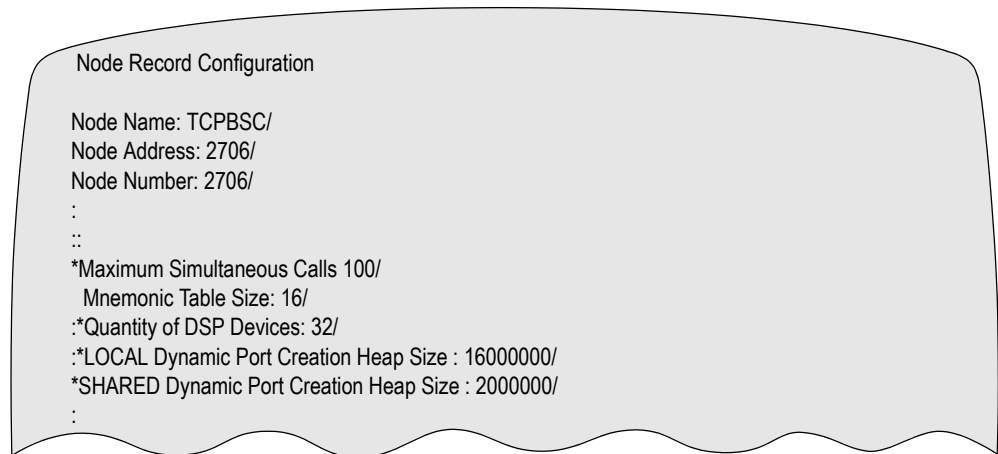 Node Record Configuration
Node Name: TCPBSC/
Node Address: 2706/
Node Number: 2706/
:
::
*Maximum Simultaneous Calls 100/
Mnemonic Table Size: 16/
:*Quantity of DSP Devices: 32/
:*LOCAL Dynamic Port Creation Heap Size : 16000000/
*SHARED Dynamic Port Creation Heap Size : 2000000/
: